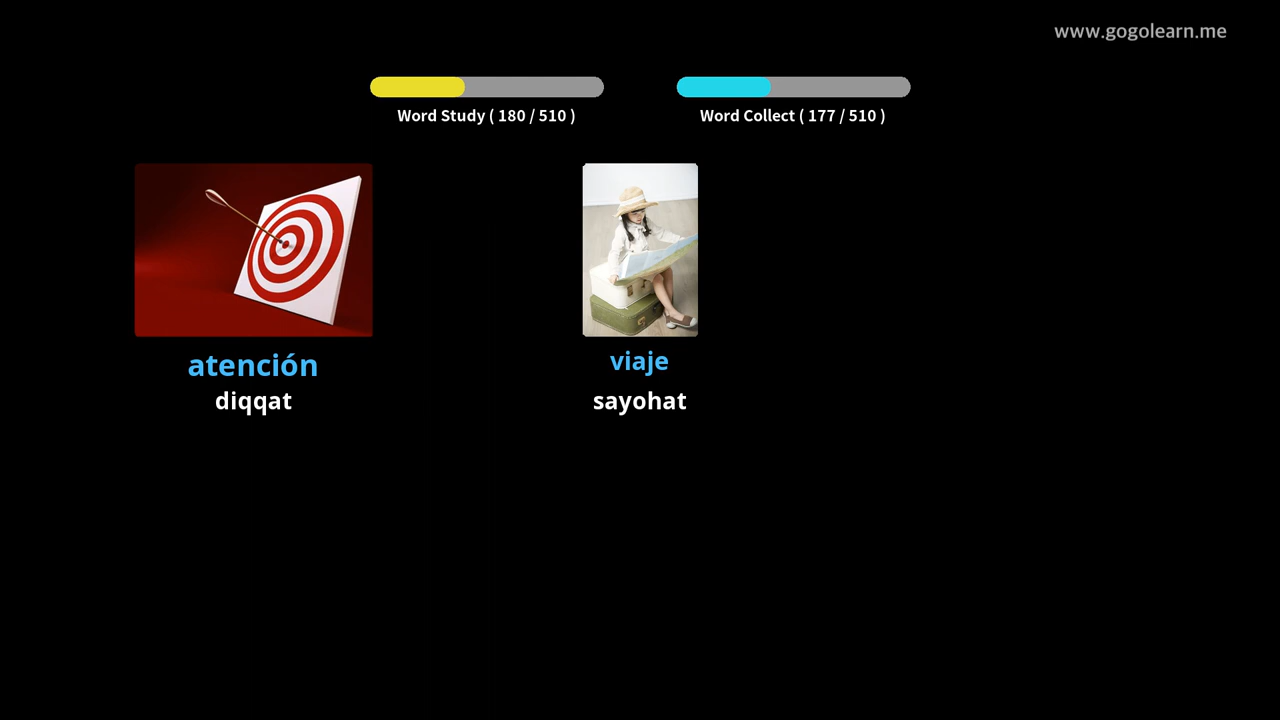 www.gogolearn.me
Word Study ( 180 / 510 )
Word Collect ( 177 / 510 )
atención
diqqat
viaje
sayohat